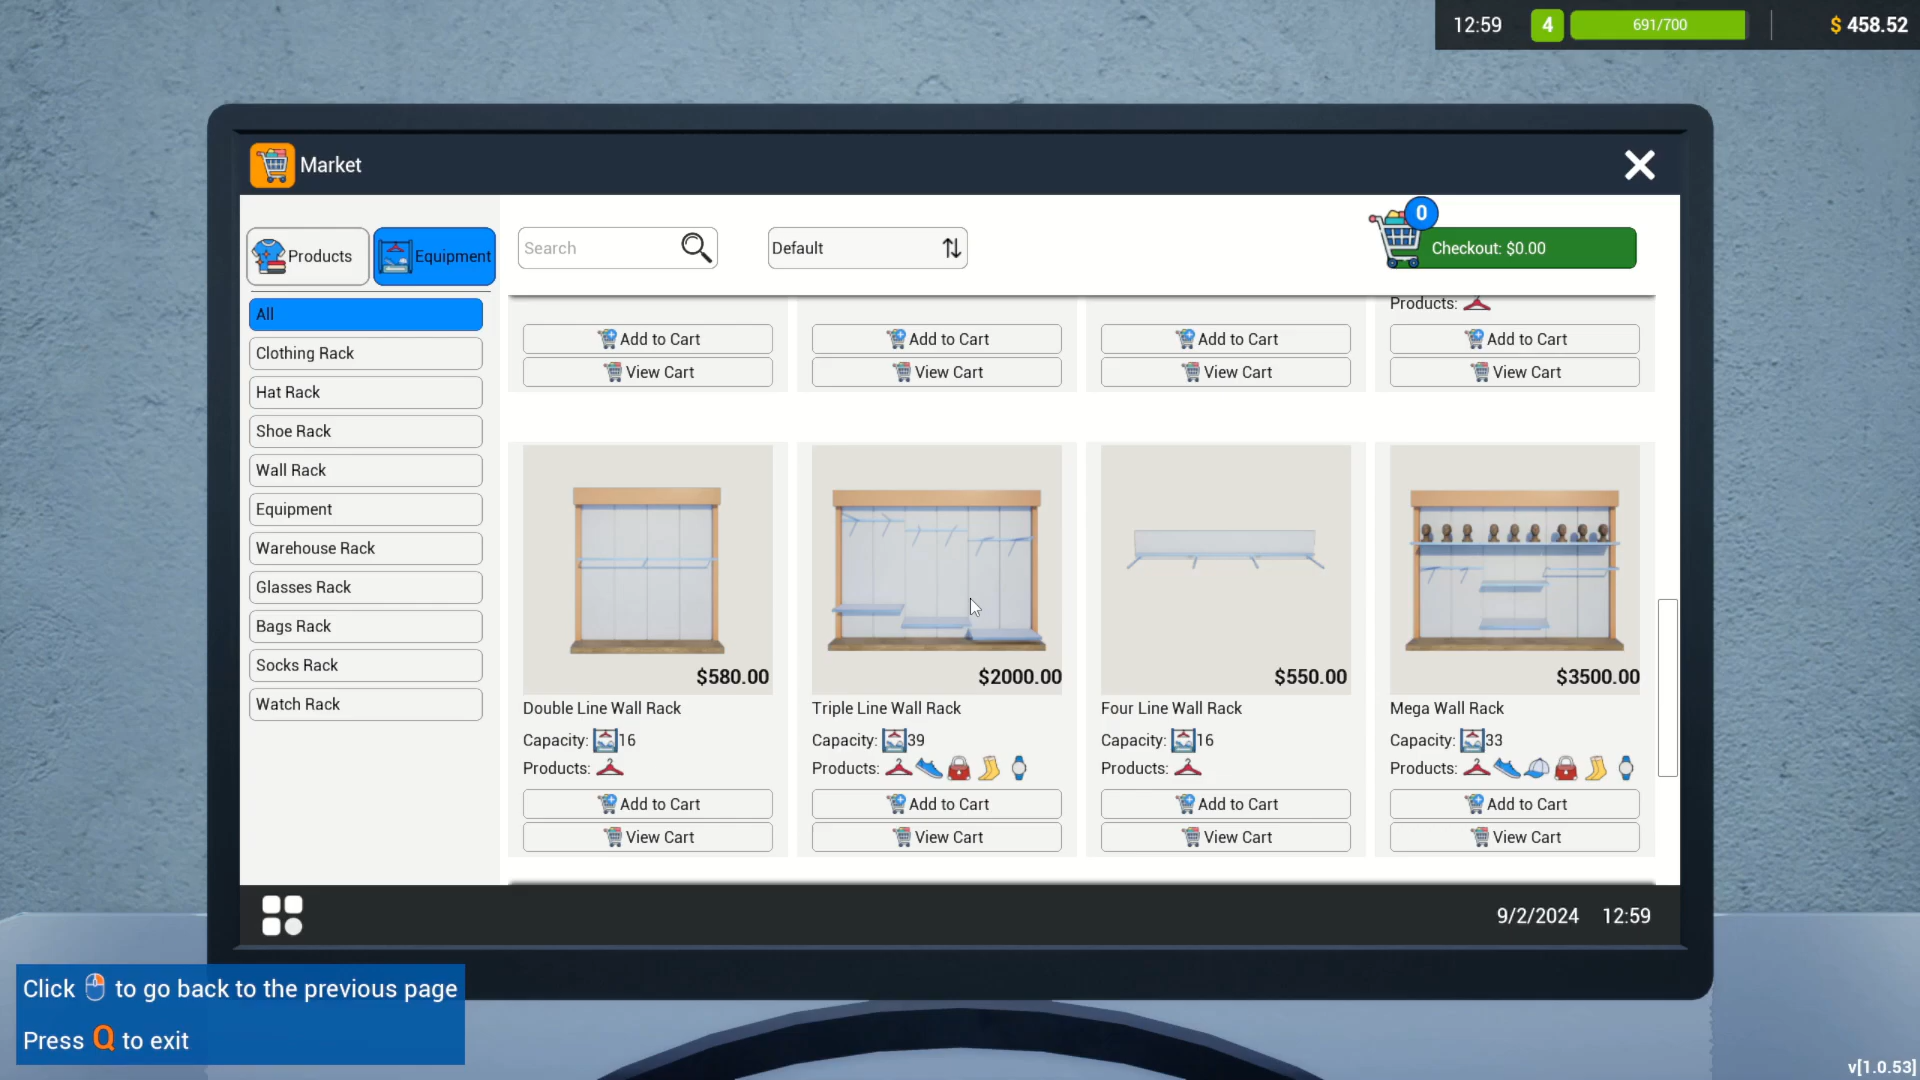 12:59
4
691/700
$ 458.52
Market
Products
Equipment
Search
Default
0
Checkout: $0.00
All
Clothing Rack
Hat Rack
Shoe Rack
Wall Rack
Equipment
Warehouse Rack
Glasses Rack
Bags Rack
Socks Rack
Watch Rack
Products:
Add to Cart
Add to Cart
Add to Cart
Add to Cart
View Cart
View Cart
View Cart
View Cart
$580.00
Double Line Wall Rack
Capacity: 16
Products:
Add to Cart
View Cart
$2000.00
Triple Line Wall Rack
Capacity: 39
Products:
Add to Cart
View Cart
$550.00
Four Line Wall Rack
Capacity: 16
Products:
Add to Cart
View Cart
$3500.00
Mega Wall Rack
Capacity: 33
Products:
Add to Cart
View Cart
9/2/2024 12:59
Click to go back to the previous page
Press Q to exit
v[1.0.53]